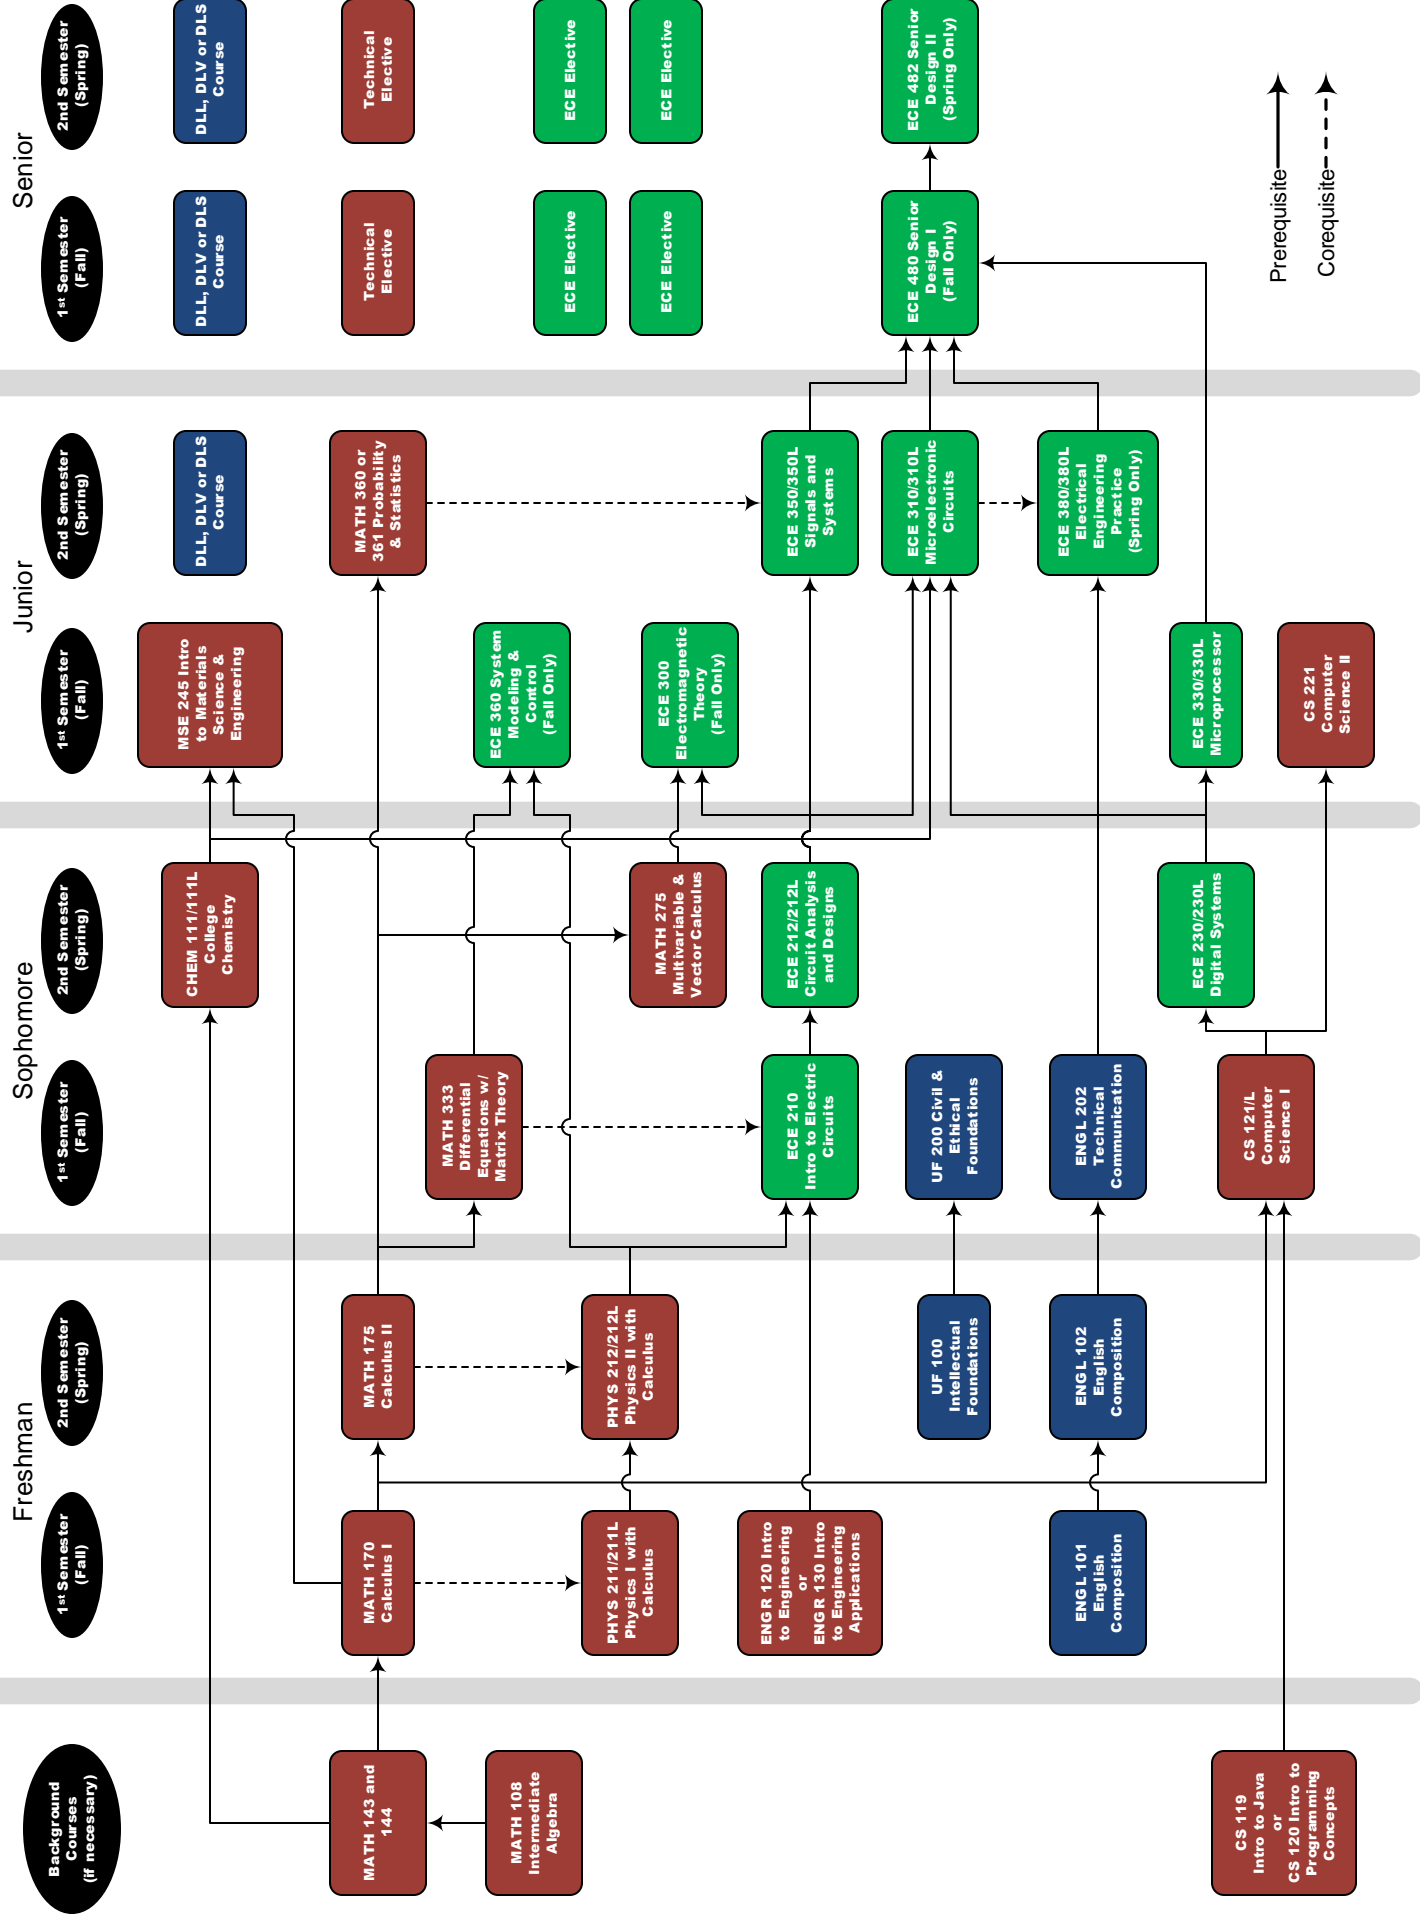 Background
Courses
(if necessary)
MATH 143 and
144
MATH 108
Intermediate
Algebra
CS 119
Intro to Java
or
CS 120 Intro to
Programming
Concepts
Freshman
1st Semester
(Fall)
MATH 170
Calculus I
PHYS 211/211L
Physics I with
Calculus
ENGR 120 Intro
to Engineering
or
ENGR 130 Intro
to Engineering
Applications
ENGL 101
English
Composition
2nd Semester
(Spring)
MATH 175
Calculus II
PHYS 212/212L
Physics II with
Calculus
UF 100
Intellectual
Foundations
ENGL 102
English
Composition
Sophomore
1st Semester
(Fall)
MATH 333
Differential
Equations w/
Matrix Theory
ECE 210
Intro to Electric
Circuits
UF 200 Civil &
Ethical
Foundations
ENGL 202
Technical
Communication
CS 121/L
Computer
Science I
2nd Semester
(Spring)
CHEM 111/11L
College
Chemistry
MATH 275
Multivariable &
Vector Calculus
ECE 212/212L
Circuit Analysis
and Designs
ECE 230/230L
Digital Systems
Junior
1st Semester
(Fall)
MSE 245 Intro
to Materials
Science &
Engineering
ECE 360 System
Modeling &
Control
(Fall Only)
ECE 300
Electromagnetic
Theory
(Fall Only)
ECE 330/330L
Microprocessor
CS 221
Computer
Science II
2nd Semester
(Spring)
DLL, DLV or DLS
Course
MATH 360 or
361 Probability
& Statistics
ECE 350/350L
Signals and
Systems
ECE 310/310L
Microelectronic
Circuits
ECE 380/380L
Electrical
Engineering
Practice
(Spring Only)
Senior
1st Semester
(Fall)
DLL, DLV or DLS
Course
Technical
Elective
ECE Elective
ECE Elective
ECE 480 Senior
Design I
(Fall Only)
2nd Semester
(Spring)
DLL, DLV or DLS
Course
Technical
Elective
ECE Elective
ECE Elective
ECE 482 Senior
Design II
(Spring Only)
Prerequisite
Corequisite